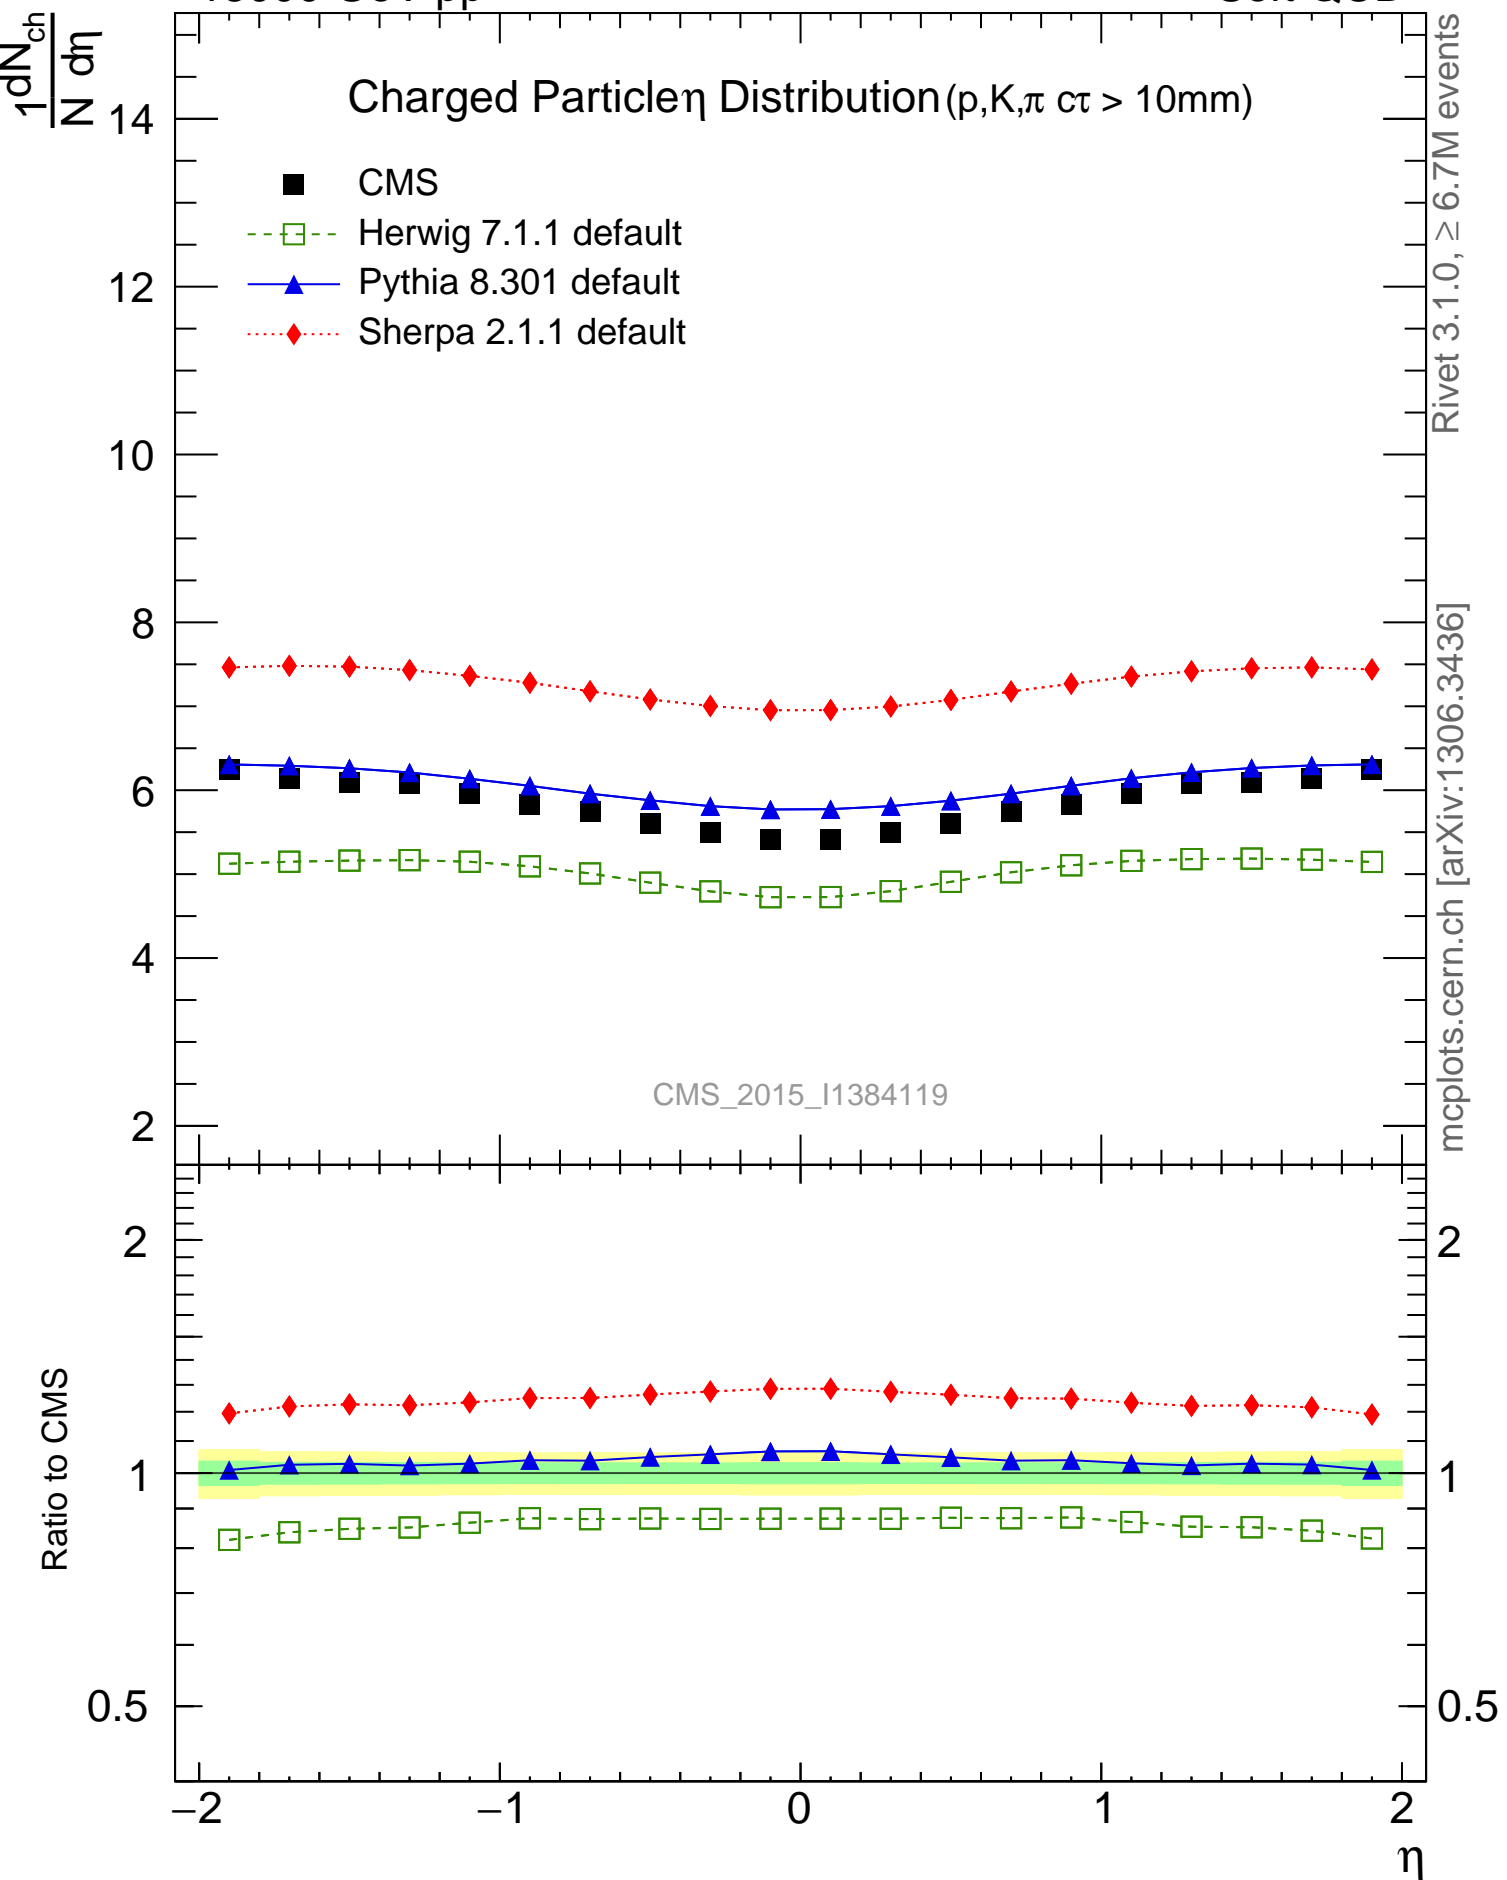 1 dN_ch
N dη
Charged Particle η Distribution (p,K,π cτ > 10mm)
CMS
Herwig 7.1.1 default
Pythia 8.301 default
Sherpa 2.1.1 default
14
12
10
8
6
4
2
CMS_2015_I1384119
Rivet 3.1.0, ≥ 6.7M events
mcplots.cern.ch [arXiv:1306.3436]
Ratio to CMS
2
1
0.5
2
1
0.5
−2
−1
0
1
2
η